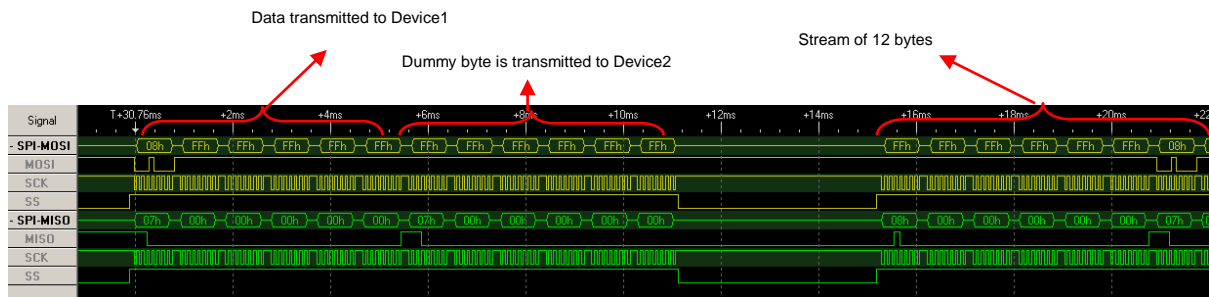 Data transmitted to Device1
Dummy byte is transmitted to Device2
Stream of 12 bytes
Signal T+30.76ms +2ms +4ms +6ms +8ms +10ms +12ms +14ms +16ms +18ms +20ms +22
- SPI-MOSI 08h FFh FFh FFh FFh FFh FFh FFh FFh FFh FFh FFh FFh FFh FFh FFh FFh FFh 08h
MOSI
SCK
SS
- SPI-MISO 07h 00h 00h 00h 00h 00h 07h 00h 00h 00h 00h 00h 08h 00h 00h 00h 00h 00h 07h
MISO
SCK
SS